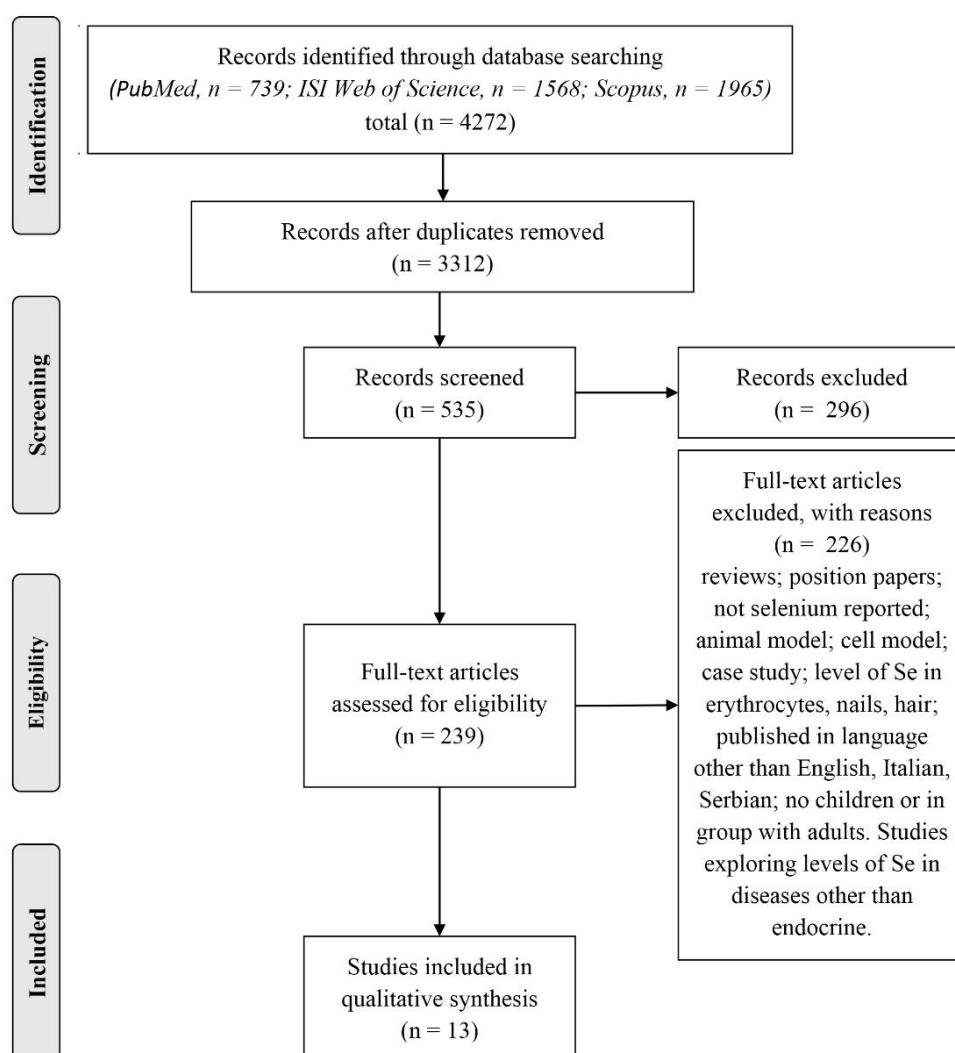 Identification
Records identified through database searching
(PubMed, n = 739; ISI Web of Science, n = 1568; Scopus, n = 1965)
total (n = 4272)
Records after duplicates removed
(n = 3312)
Screening
Records screened
(n = 535)
Records excluded
(n = 296)
Eligibility
Full-text articles
assessed for eligibility
(n = 239)
Full-text articles
excluded, with reasons
(n = 226)
reviews; position papers;
not selenium reported;
animal model; cell model;
case study; level of Se in
erythrocytes, nails, hair;
published in language
other than English, Italian,
Serbian; no children or in
group with adults. Studies
exploring levels of Se in
diseases other than
endocrine.
Included
Studies included in
qualitative synthesis
(n = 13)